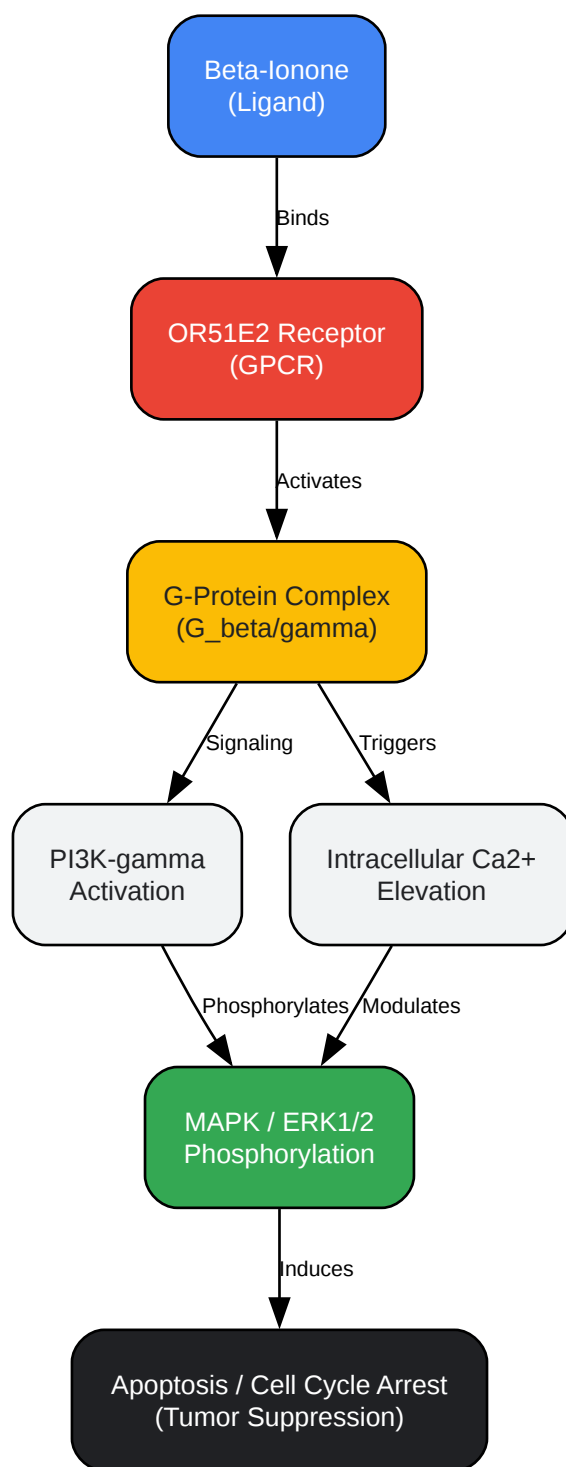 Beta-Ionone
(Ligand)
Binds
OR51E2 Receptor
(GPCR)
Activates
G-Protein Complex
(G_beta/gamma)
Signaling
Triggers
PI3K-gamma
Activation
Intracellular Ca2+
Elevation
Phosphorylates
Modulates
MAPK / ERK1/2
Phosphorylation
Induces
Apoptosis / Cell Cycle Arrest
(Tumor Suppression)